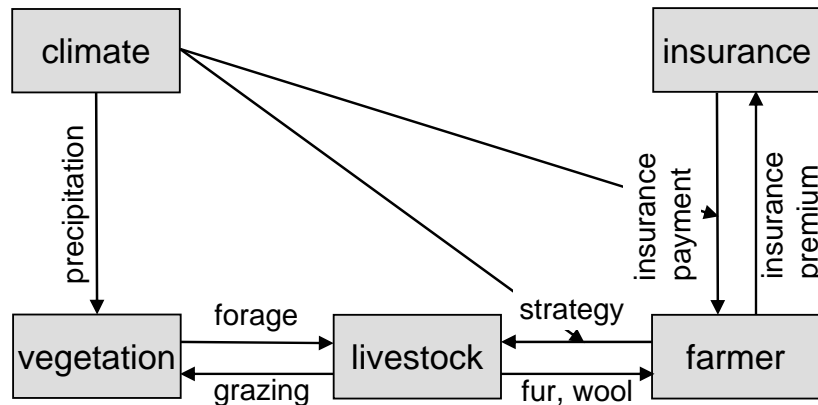 climate
insurance
precipitation
insurance
payment
insurance
premium
forage
strategy
vegetation
livestock
farmer
grazing
fur, wool